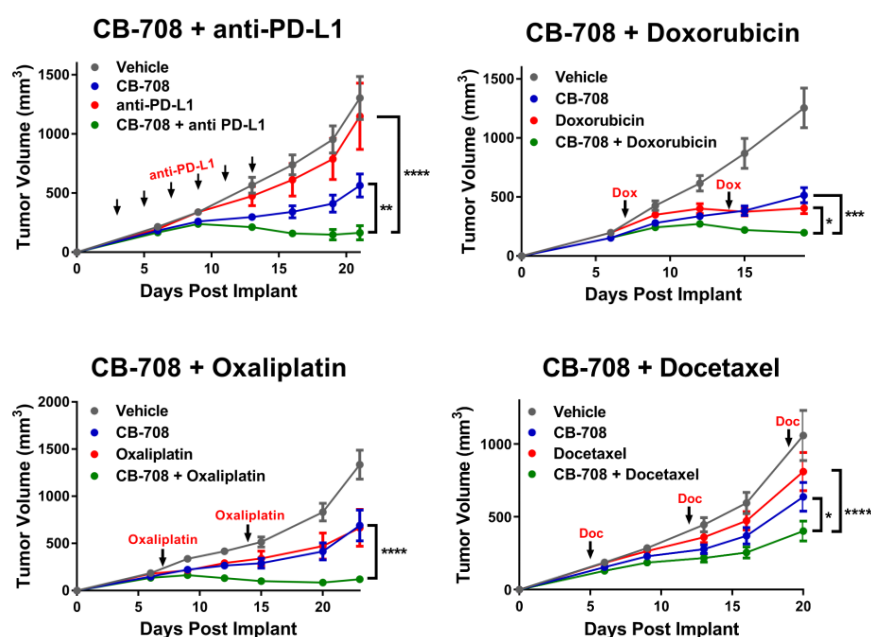 CB-708 + anti-PD-L1
Tumor Volume (mm³)
1500
1000
500
0
Vehicle
CB-708
anti-PD-L1
CB-708 + anti PD-L1
anti-PD-L1
****
**
0 5 10 15 20
Days Post Implant
CB-708 + Doxorubicin
Tumor Volume (mm³)
1500
1000
500
0
Vehicle
CB-708
Doxorubicin
CB-708 + Doxorubicin
Dox
Dox
***
*
0 5 10 15
Days Post Implant
CB-708 + Oxaliplatin
Tumor Volume (mm³)
2000
1500
1000
500
0
Vehicle
CB-708
Oxaliplatin
CB-708 + Oxaliplatin
Oxaliplatin
Oxaliplatin
****
0 5 10 15 20
Days Post Implant
CB-708 + Docetaxel
Tumor Volume (mm³)
1000
500
0
Vehicle
CB-708
Docetaxel
CB-708 + Docetaxel
Doc
Doc
Doc
****
*
0 5 10 15 20
Days Post Implant